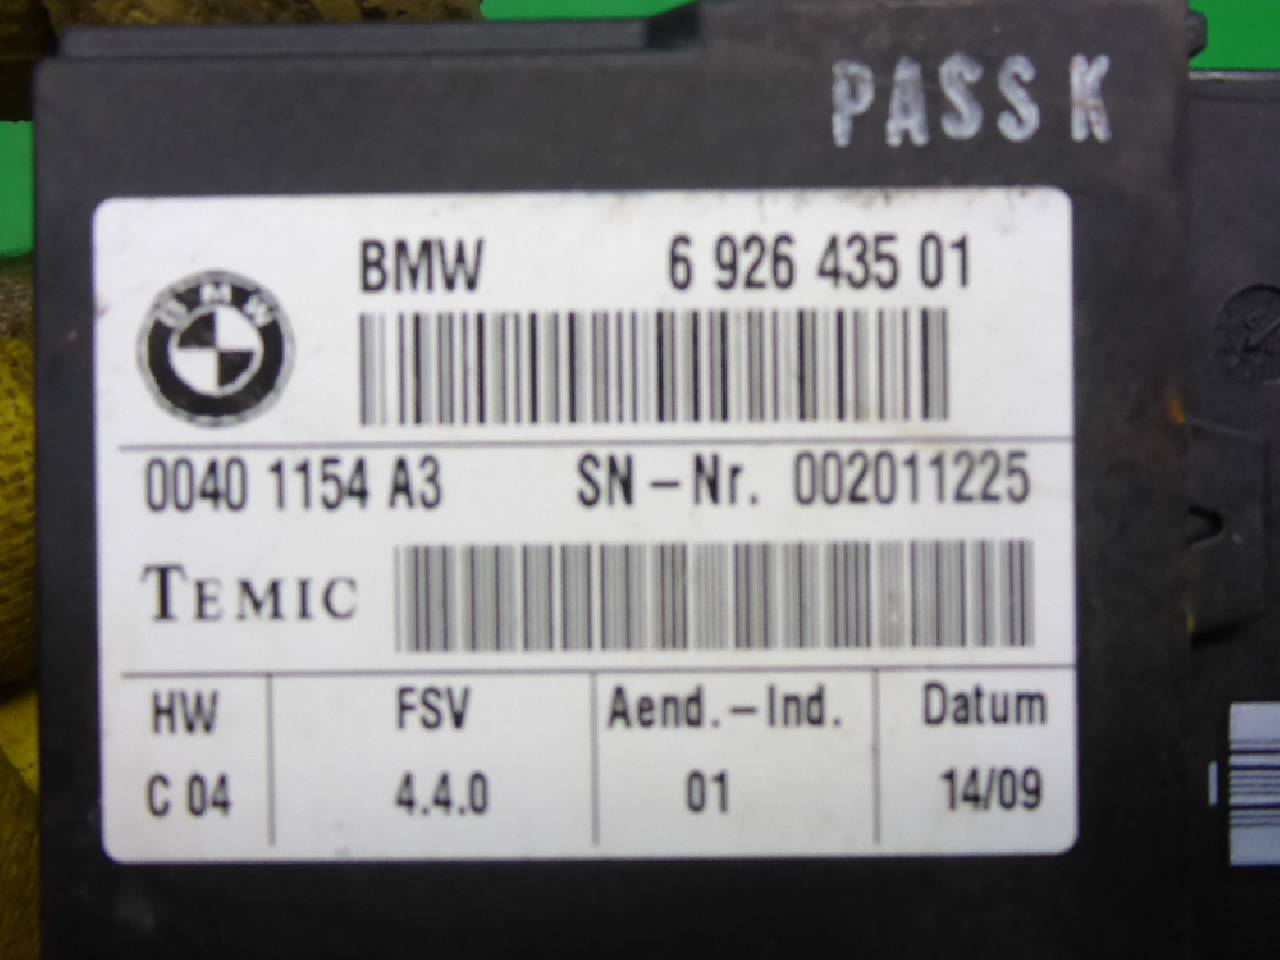 PASS K
BMW 6 926 435 01
BMW
0040 1154 A3 SN-Nr. 002011225
TEMIC
HW FSV Aend.-Ind. Datum
C 04 4.4.0 01 14/09